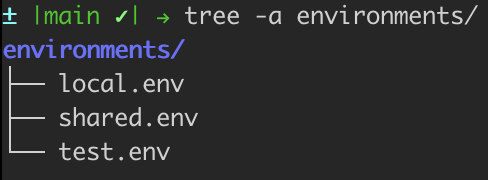 ± |main ✓| → tree -a environments/
environments/
├── local.env
├── shared.env
└── test.env